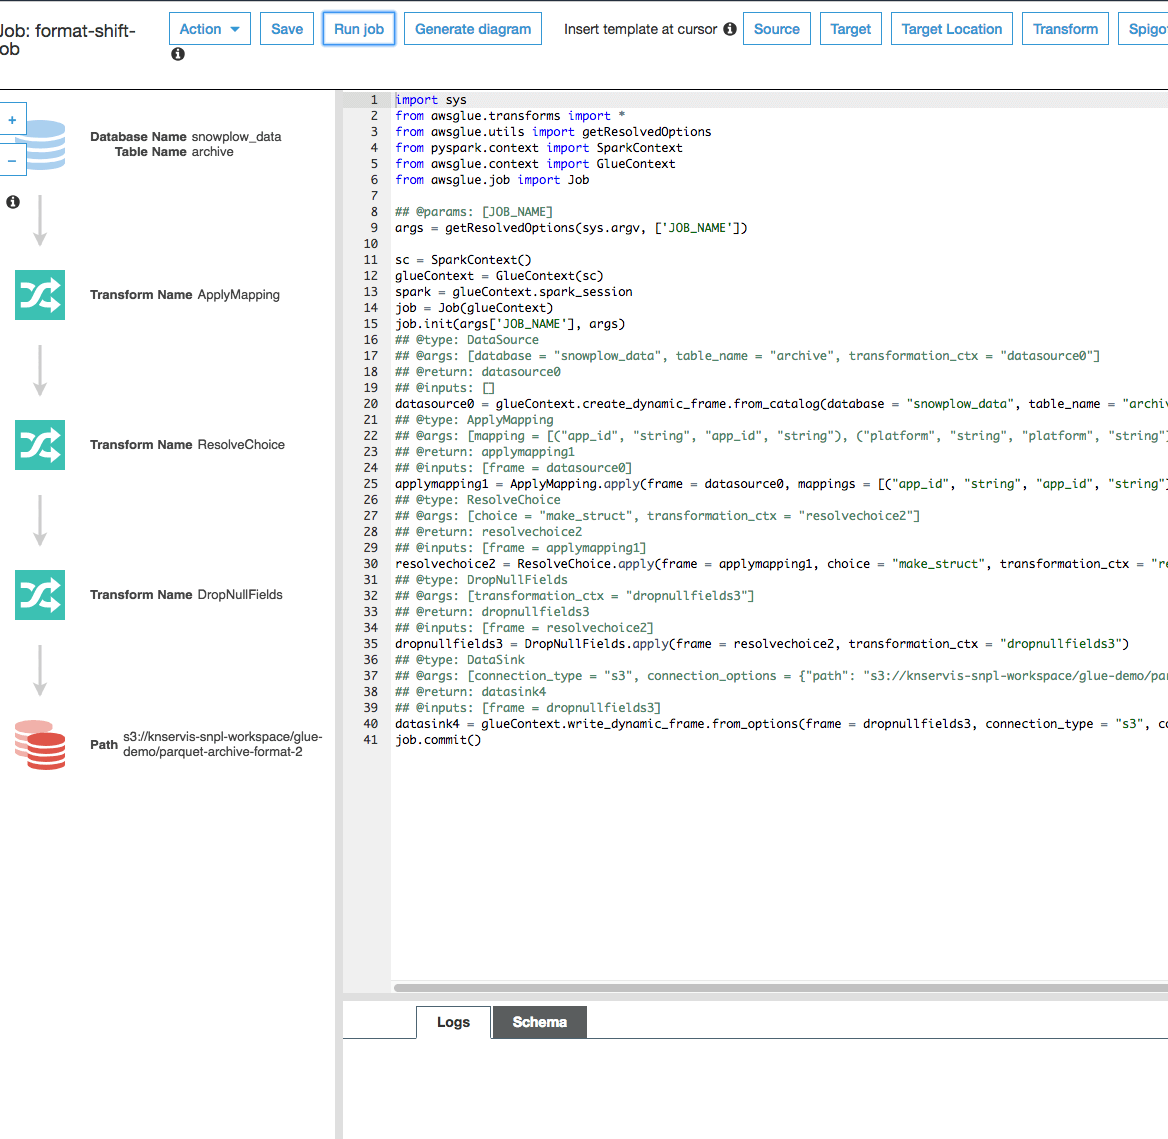 Job: format-shift-
job
Action
Save
Run job
Generate diagram
Insert template at cursor
Source
Target
Target Location
Transform
Spigo
+
−
Database Name snowplow_data
Table Name archive
Transform Name ApplyMapping
Transform Name ResolveChoice
Transform Name DropNullFields
Path s3://knservis-snpl-workspace/glue-
demo/parquet-archive-format-2
1 import sys
2 from awsglue.transforms import *
3 from awsglue.utils import getResolvedOptions
4 from pyspark.context import SparkContext
5 from awsglue.context import GlueContext
6 from awsglue.job import Job
7
8 ## @params: [JOB_NAME]
9 args = getResolvedOptions(sys.argv, ['JOB_NAME'])
10
11 sc = SparkContext()
12 glueContext = GlueContext(sc)
13 spark = glueContext.spark_session
14 job = Job(glueContext)
15 job.init(args['JOB_NAME'], args)
16 ## @type: DataSource
17 ## @args: [database = "snowplow_data", table_name = "archive", transformation_ctx = "datasource0"]
18 ## @return: datasource0
19 ## @inputs: []
20 datasource0 = glueContext.create_dynamic_frame.from_catalog(database = "snowplow_data", table_name = "archiv
21 ## @type: ApplyMapping
22 ## @args: [mapping = [("app_id", "string", "app_id", "string"), ("platform", "string", "platform", "string"
23 ## @return: applymapping1
24 ## @inputs: [frame = datasource0]
25 applymapping1 = ApplyMapping.apply(frame = datasource0, mappings = [("app_id", "string", "app_id", "string"
26 ## @type: ResolveChoice
27 ## @args: [choice = "make_struct", transformation_ctx = "resolvechoice2"]
28 ## @return: resolvechoice2
29 ## @inputs: [frame = applymapping1]
30 resolvechoice2 = ResolveChoice.apply(frame = applymapping1, choice = "make_struct", transformation_ctx = "re
31 ## @type: DropNullFields
32 ## @args: [transformation_ctx = "dropnullfields3"]
33 ## @return: dropnullfields3
34 ## @inputs: [frame = resolvechoice2]
35 dropnullfields3 = DropNullFields.apply(frame = resolvechoice2, transformation_ctx = "dropnullfields3")
36 ## @type: DataSink
37 ## @args: [connection_type = "s3", connection_options = {"path": "s3://knservis-snpl-workspace/glue-demo/par
38 ## @return: datasink4
39 ## @inputs: [frame = dropnullfields3]
40 datasink4 = glueContext.write_dynamic_frame.from_options(frame = dropnullfields3, connection_type = "s3", co
41 job.commit()
Logs
Schema